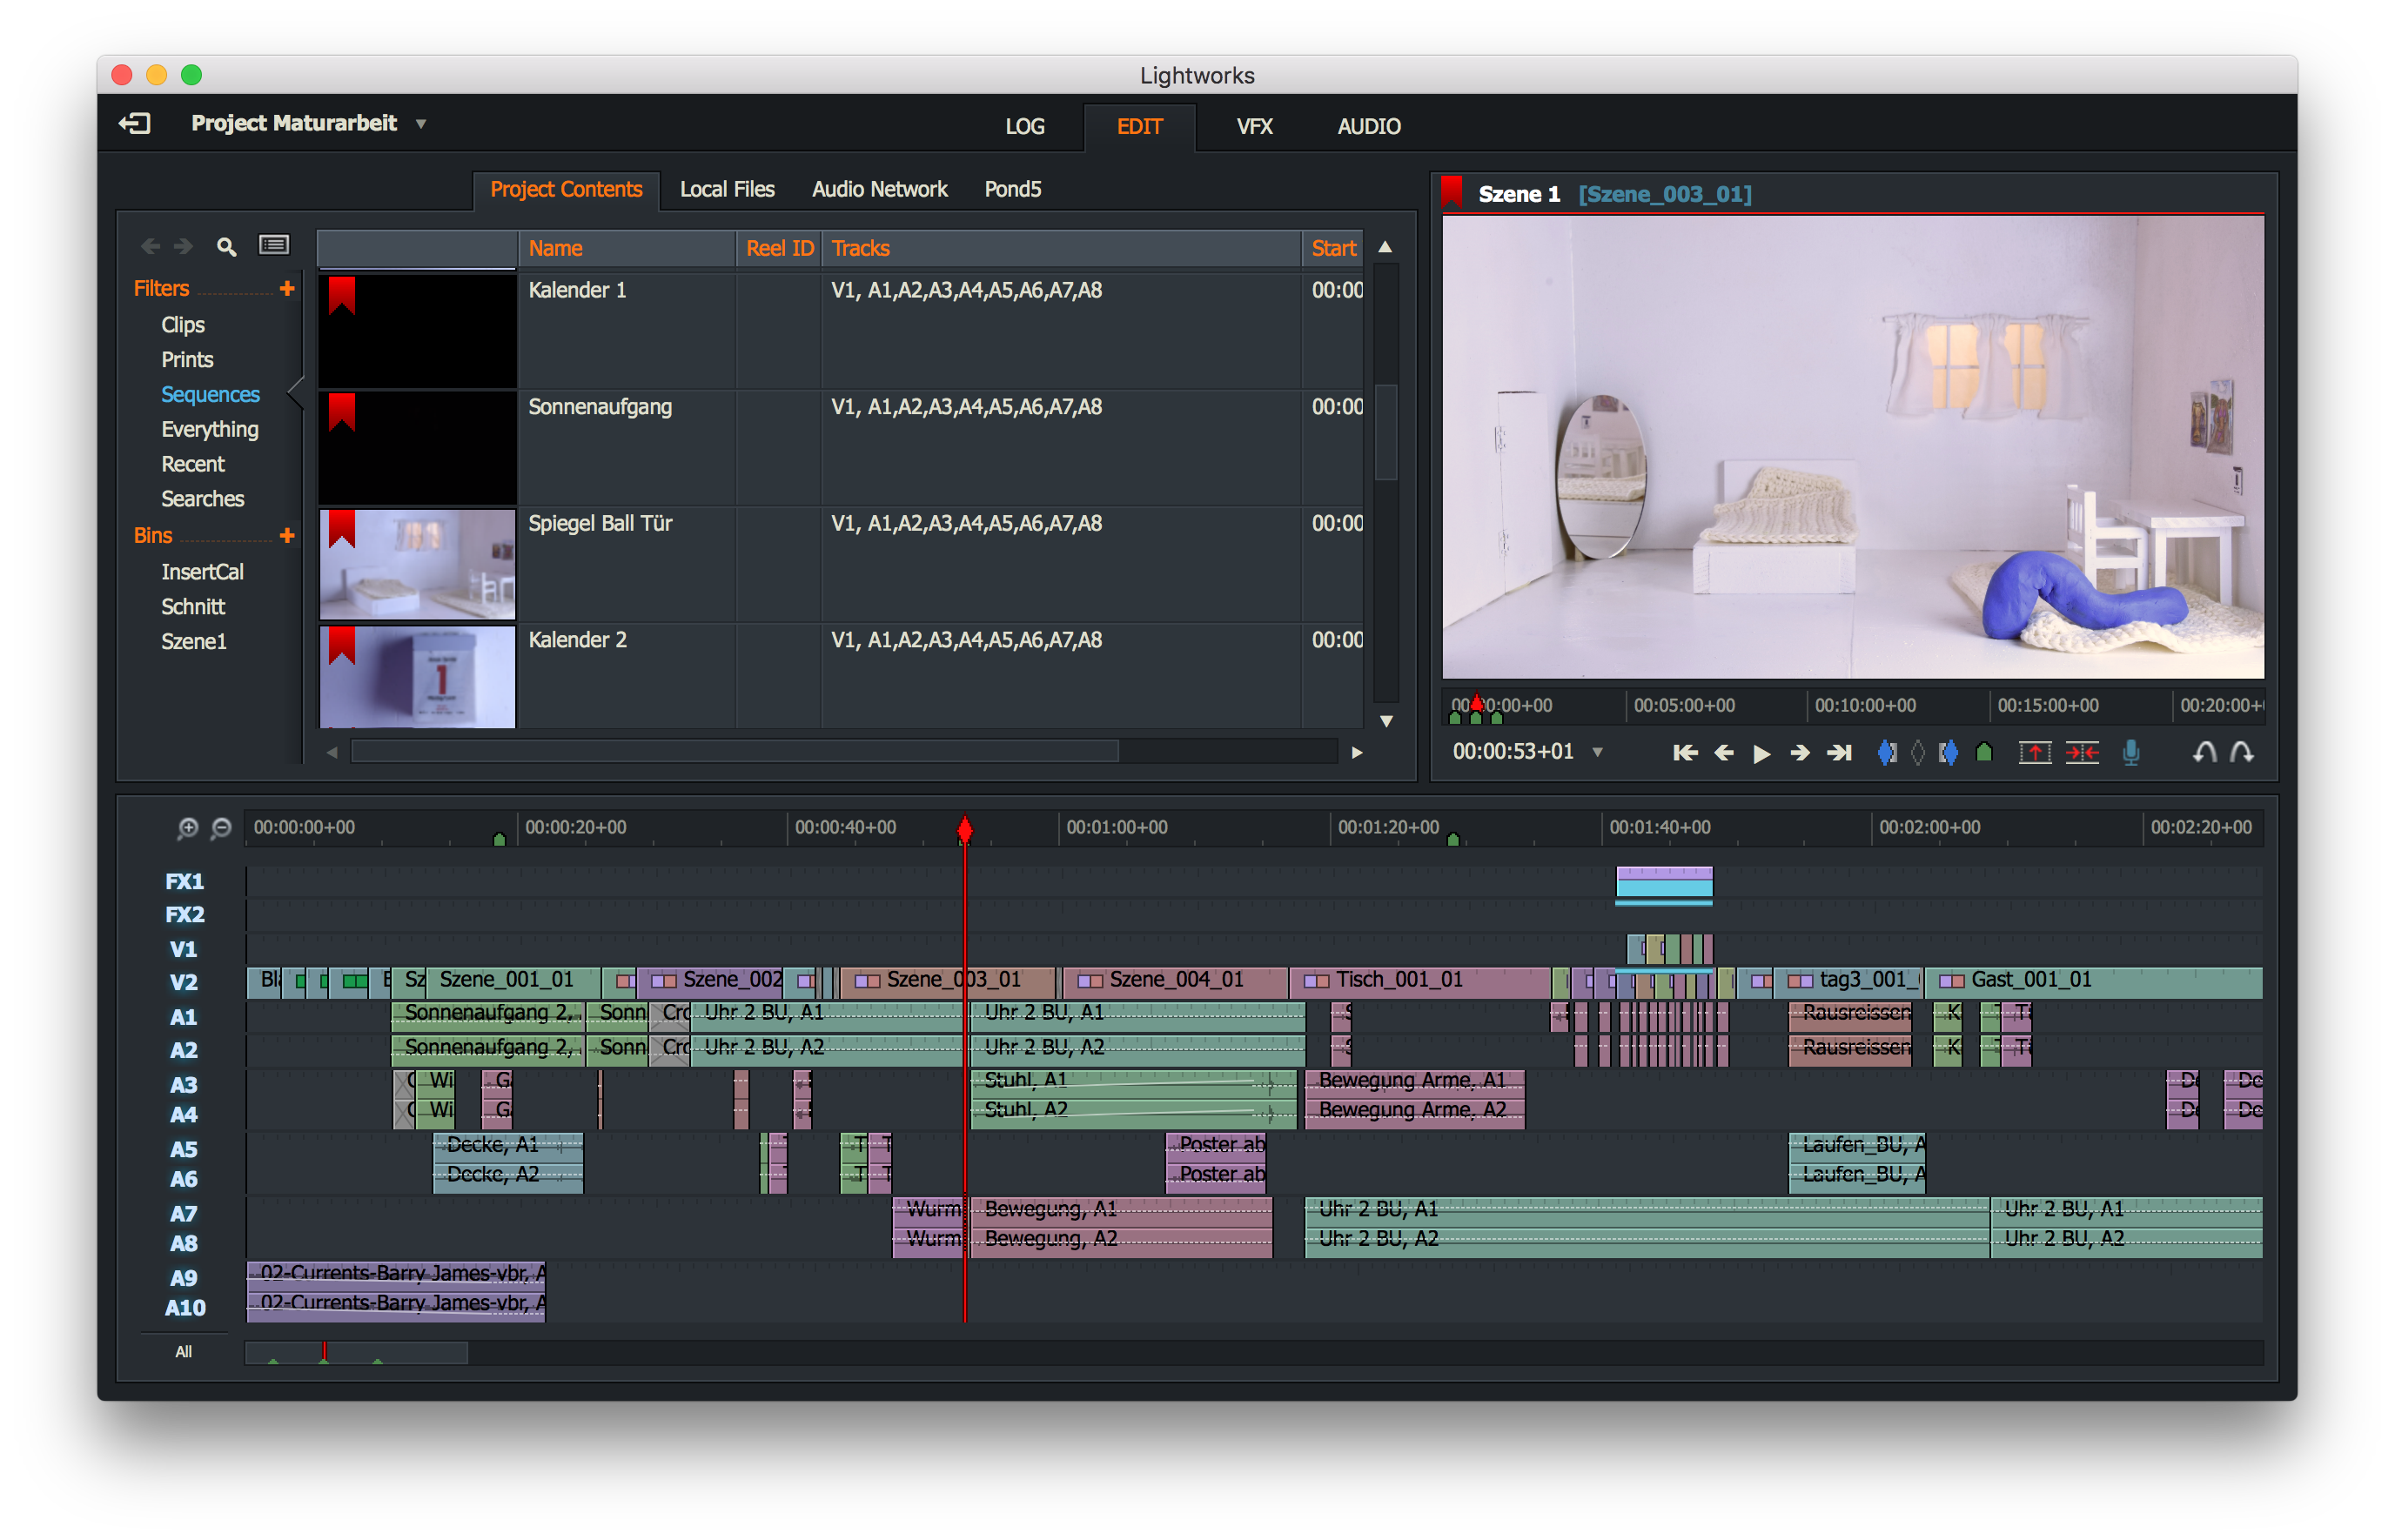 Lightworks
Project Maturarbeit
LOG EDIT VFX AUDIO
Project Contents Local Files Audio Network Pond5
Szene 1 [Szene_003_01]
Name Reel ID Tracks Start
Filters
Clips
Prints
Sequences
Everything
Recent
Searches
Bins
InsertCal
Schnitt
Szene1
Kalender 1 V1, A1,A2,A3,A4,A5,A6,A7,A8 00:00
Sonnenaufgang V1, A1,A2,A3,A4,A5,A6,A7,A8 00:00
Spiegel Ball Tür V1, A1,A2,A3,A4,A5,A6,A7,A8 00:00
Kalender 2 V1, A1,A2,A3,A4,A5,A6,A7,A8 00:00
1
00:05:00+00 00:10:00+00 00:15:00+00 00:20:00+
00:00:53+01
00:00:00+00 00:00:20+00 00:00:40+00 00:01:00+00 00:01:20+00 00:01:40+00 00:02:00+00 00:02:20+00
FX1
FX2
V1
V2 Sz Szene_001_01 Szene_002 Szene_003_01 Szene_004_01 Tisch_001_01 tag3_001_ Gast_001_01
A1 Sonnenaufgang 2, Sonn Cro Uhr 2 BU, A1 Uhr 2 BU, A1 Rausreissen K
A2 Sonnenaufgang 2, Sonn Cro Uhr 2 BU, A2 Uhr 2 BU, A2 Rausreissen K
A3 Wi G Stuhl, A1 Bewegung Arme, A1 De De
A4 Wi G Stuhl, A2 Bewegung Arme, A2 De De
A5 Decke, A1 T T Poster ab Laufen_BU, A
A6 Decke, A2 T T Poster ab Laufen_BU, A
A7 Wurm Bewegung, A1 Uhr 2 BU, A1 Uhr 2 BU, A1
A8 Wurm Bewegung, A2 Uhr 2 BU, A2 Uhr 2 BU, A2
A9 02-Currents-Barry James-vbr, A
A10 02-Currents-Barry James-vbr, A
All